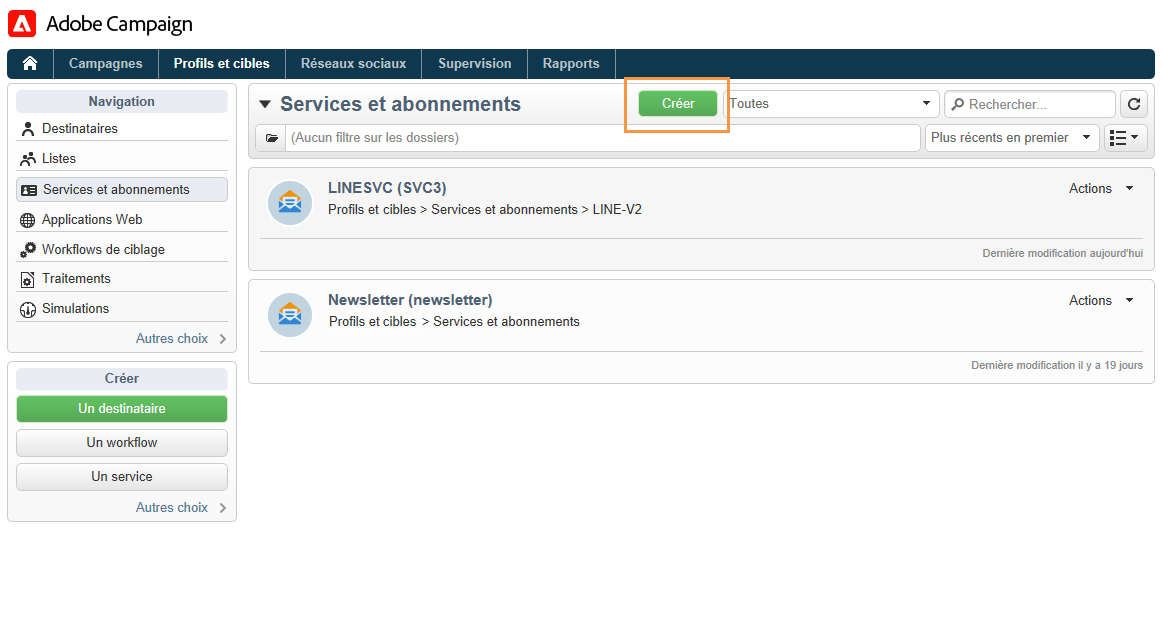 Adobe Campaign
Campagnes
Profils et cibles
Réseaux sociaux
Supervision
Rapports
Navigation
Destinataires
Listes
Services et abonnements
Applications Web
Workflows de ciblage
Traitements
Simulations
Autres choix
Créer
Un destinataire
Un workflow
Un service
Autres choix
Services et abonnements
Créer
Toutes
Rechercher...
(Aucun filtre sur les dossiers)
Plus récents en premier
LINESVC (SVC3)
Actions
Profils et cibles > Services et abonnements > LINE-V2
Dernière modification aujourd'hui
Newsletter (newsletter)
Actions
Profils et cibles > Services et abonnements
Dernière modification il y a 19 jours